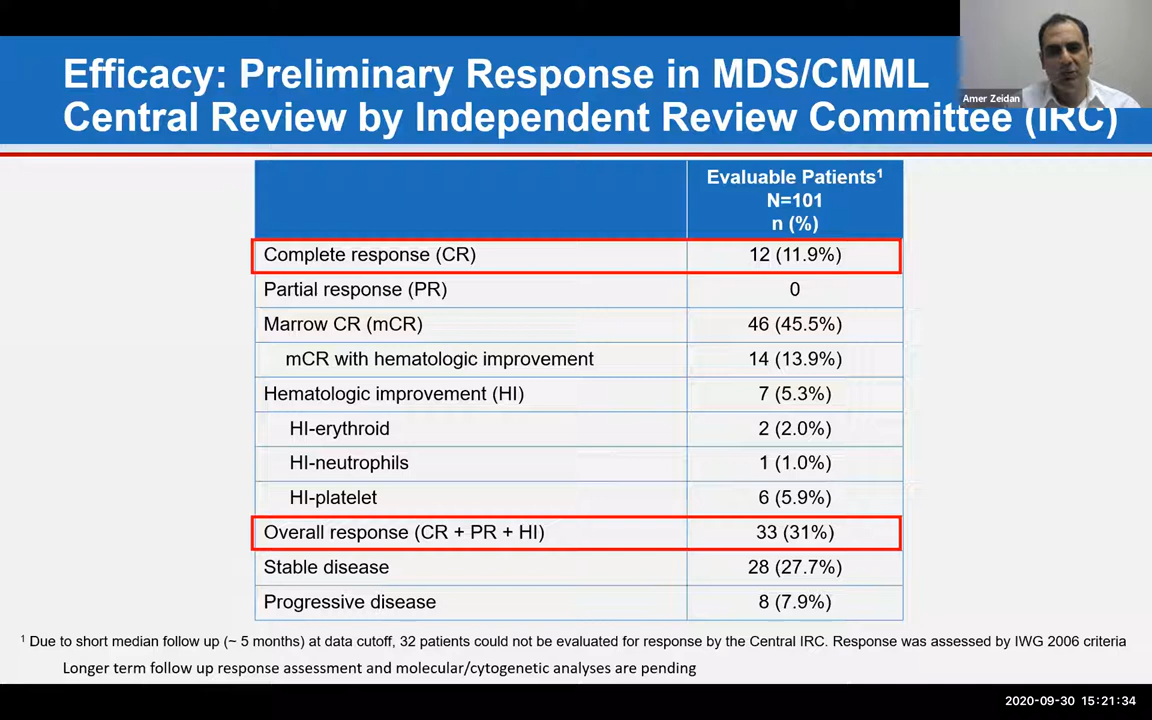 Efficacy: Preliminary Response in MDS/CMML
Central Review by Independent Review Committee (IRC)
Amer Zeidan
Evaluable Patients¹
N=101
n (%)
Complete response (CR) 12 (11.9%)
Partial response (PR) 0
Marrow CR (mCR) 46 (45.5%)
mCR with hematologic improvement 14 (13.9%)
Hematologic improvement (HI) 7 (5.3%)
HI-erythroid 2 (2.0%)
HI-neutrophils 1 (1.0%)
HI-platelet 6 (5.9%)
Overall response (CR + PR + HI) 33 (31%)
Stable disease 28 (27.7%)
Progressive disease 8 (7.9%)
¹ Due to short median follow up (~ 5 months) at data cutoff, 32 patients could not be evaluated for response by the Central IRC. Response was assessed by IWG 2006 criteria
Longer term follow up response assessment and molecular/cytogenetic analyses are pending
2020-09-30 15:21:34